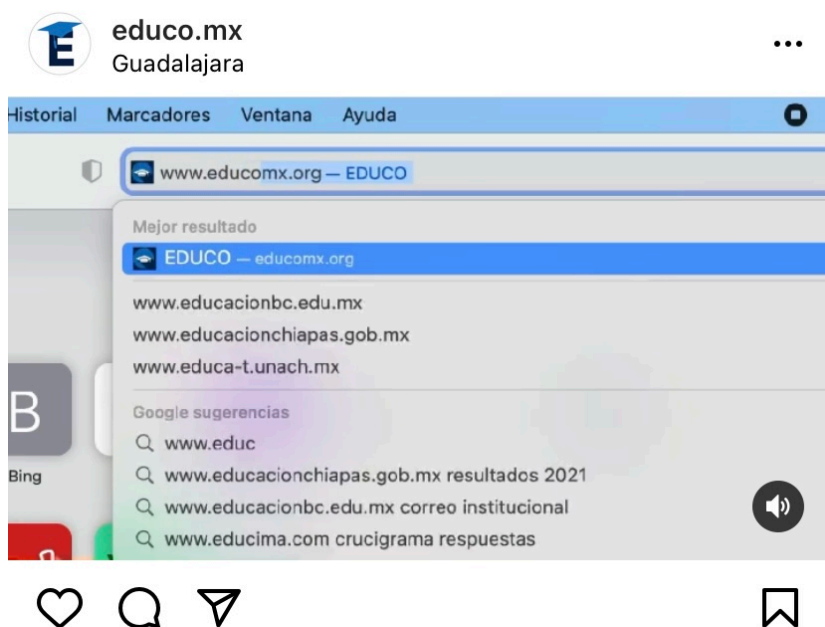 educo.mx
Guadalajara
Historial Marcadores Ventana Ayuda
www.educomx.org — EDUCO
Mejor resultado
EDUCO — educomx.org
www.educacionbc.edu.mx
www.educacionchiapas.gob.mx
www.educa-t.unach.mx
Google sugerencias
B
www.educ
Bing
www.educacionchiapas.gob.mx resultados 2021
www.educacionbc.edu.mx correo institucional
www.educima.com crucigrama respuestas